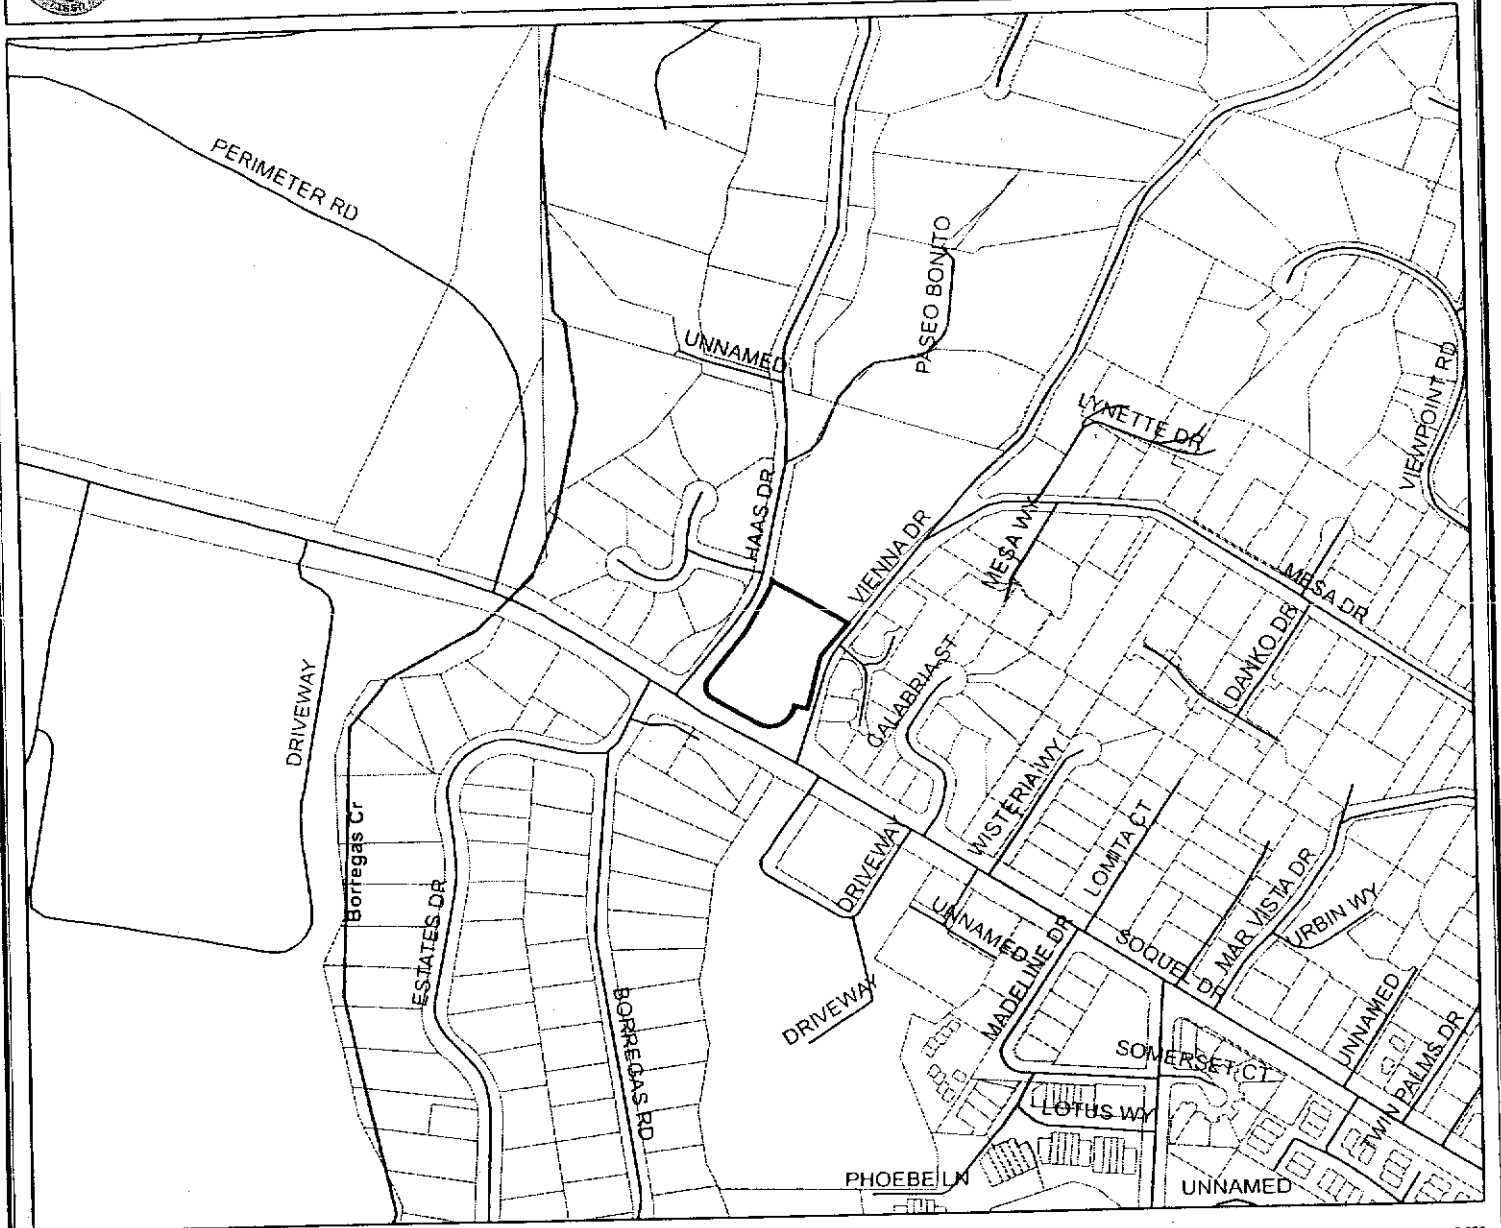 1850
PERIMETER RD
UNNAMED
PASEO BONITO
VIEWPOINT RD
LYNETTE DR
HAAS DR
VIENNA DR
MESA WY
MESA DR
DANKO DR
DRIVEWAY
CALABRIA ST
WISTERIA WY
LOMITA CT
Borregas Cr
ESTATES DR
DRIVEWAY
UNNAMED
MADELINE DR
SOQUEL DR
MAR VISTA DR
URBIN WY
DRIVEWAY
BORREGAS RD
SOMERSET CT
UNNAMED
TWIN PALMS DR
LOTUS WY
PHOEBE LN
UNNAMED